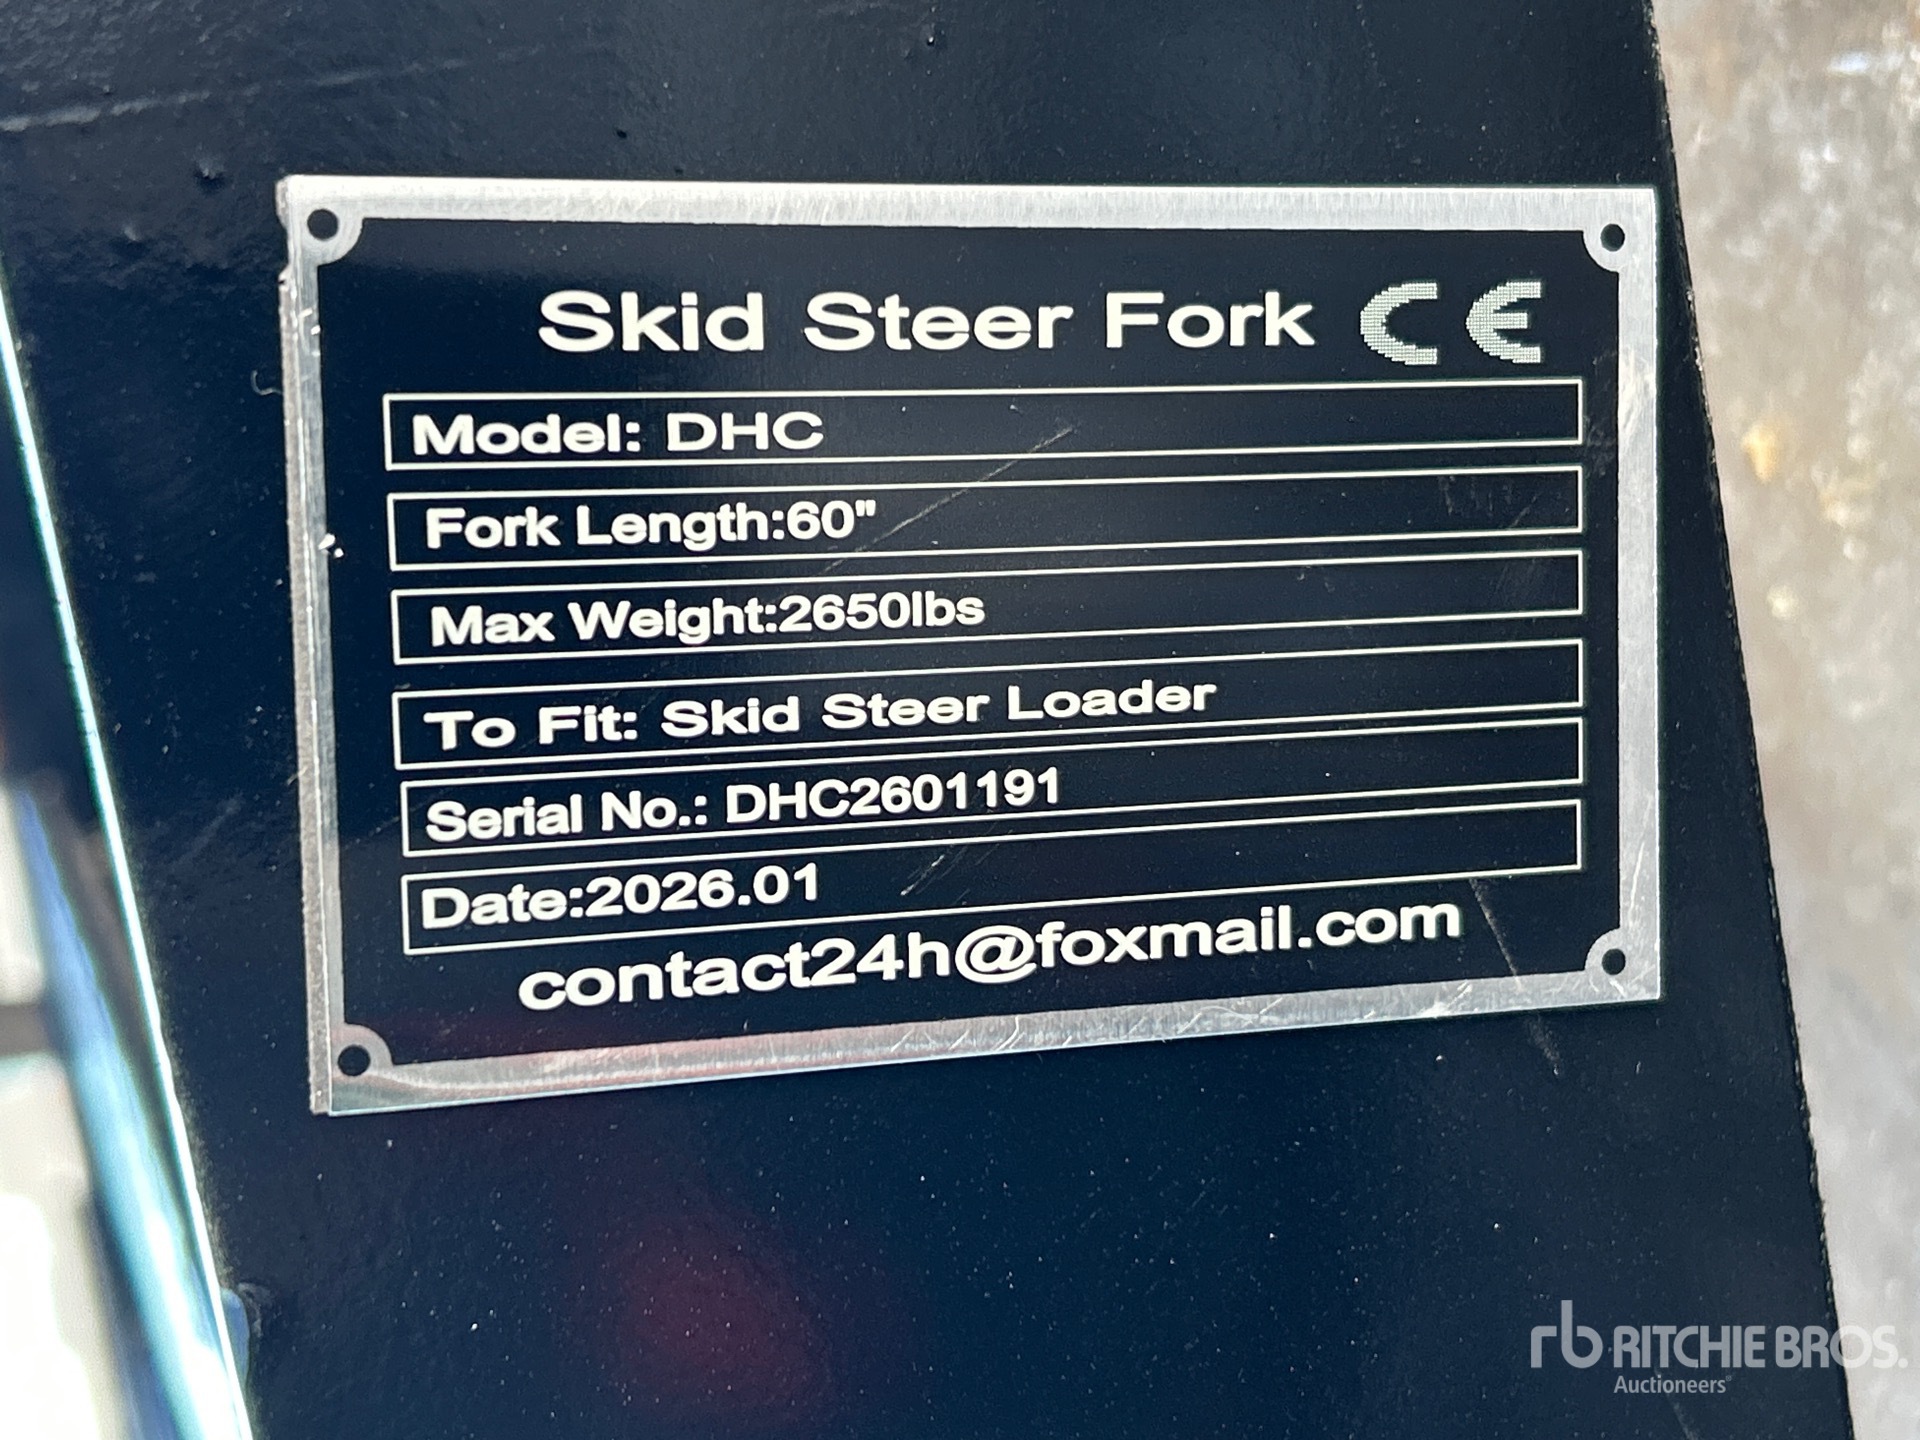 Skid Steer Fork CE
Model: DHC
Fork Length:60"
Max Weight:2650lbs
To Fit: Skid Steer Loader
Serial No.: DHC2601191
Date:2026.01
contact24h@foxmail.com
rb RITCHIE BROS.
Auctioneers